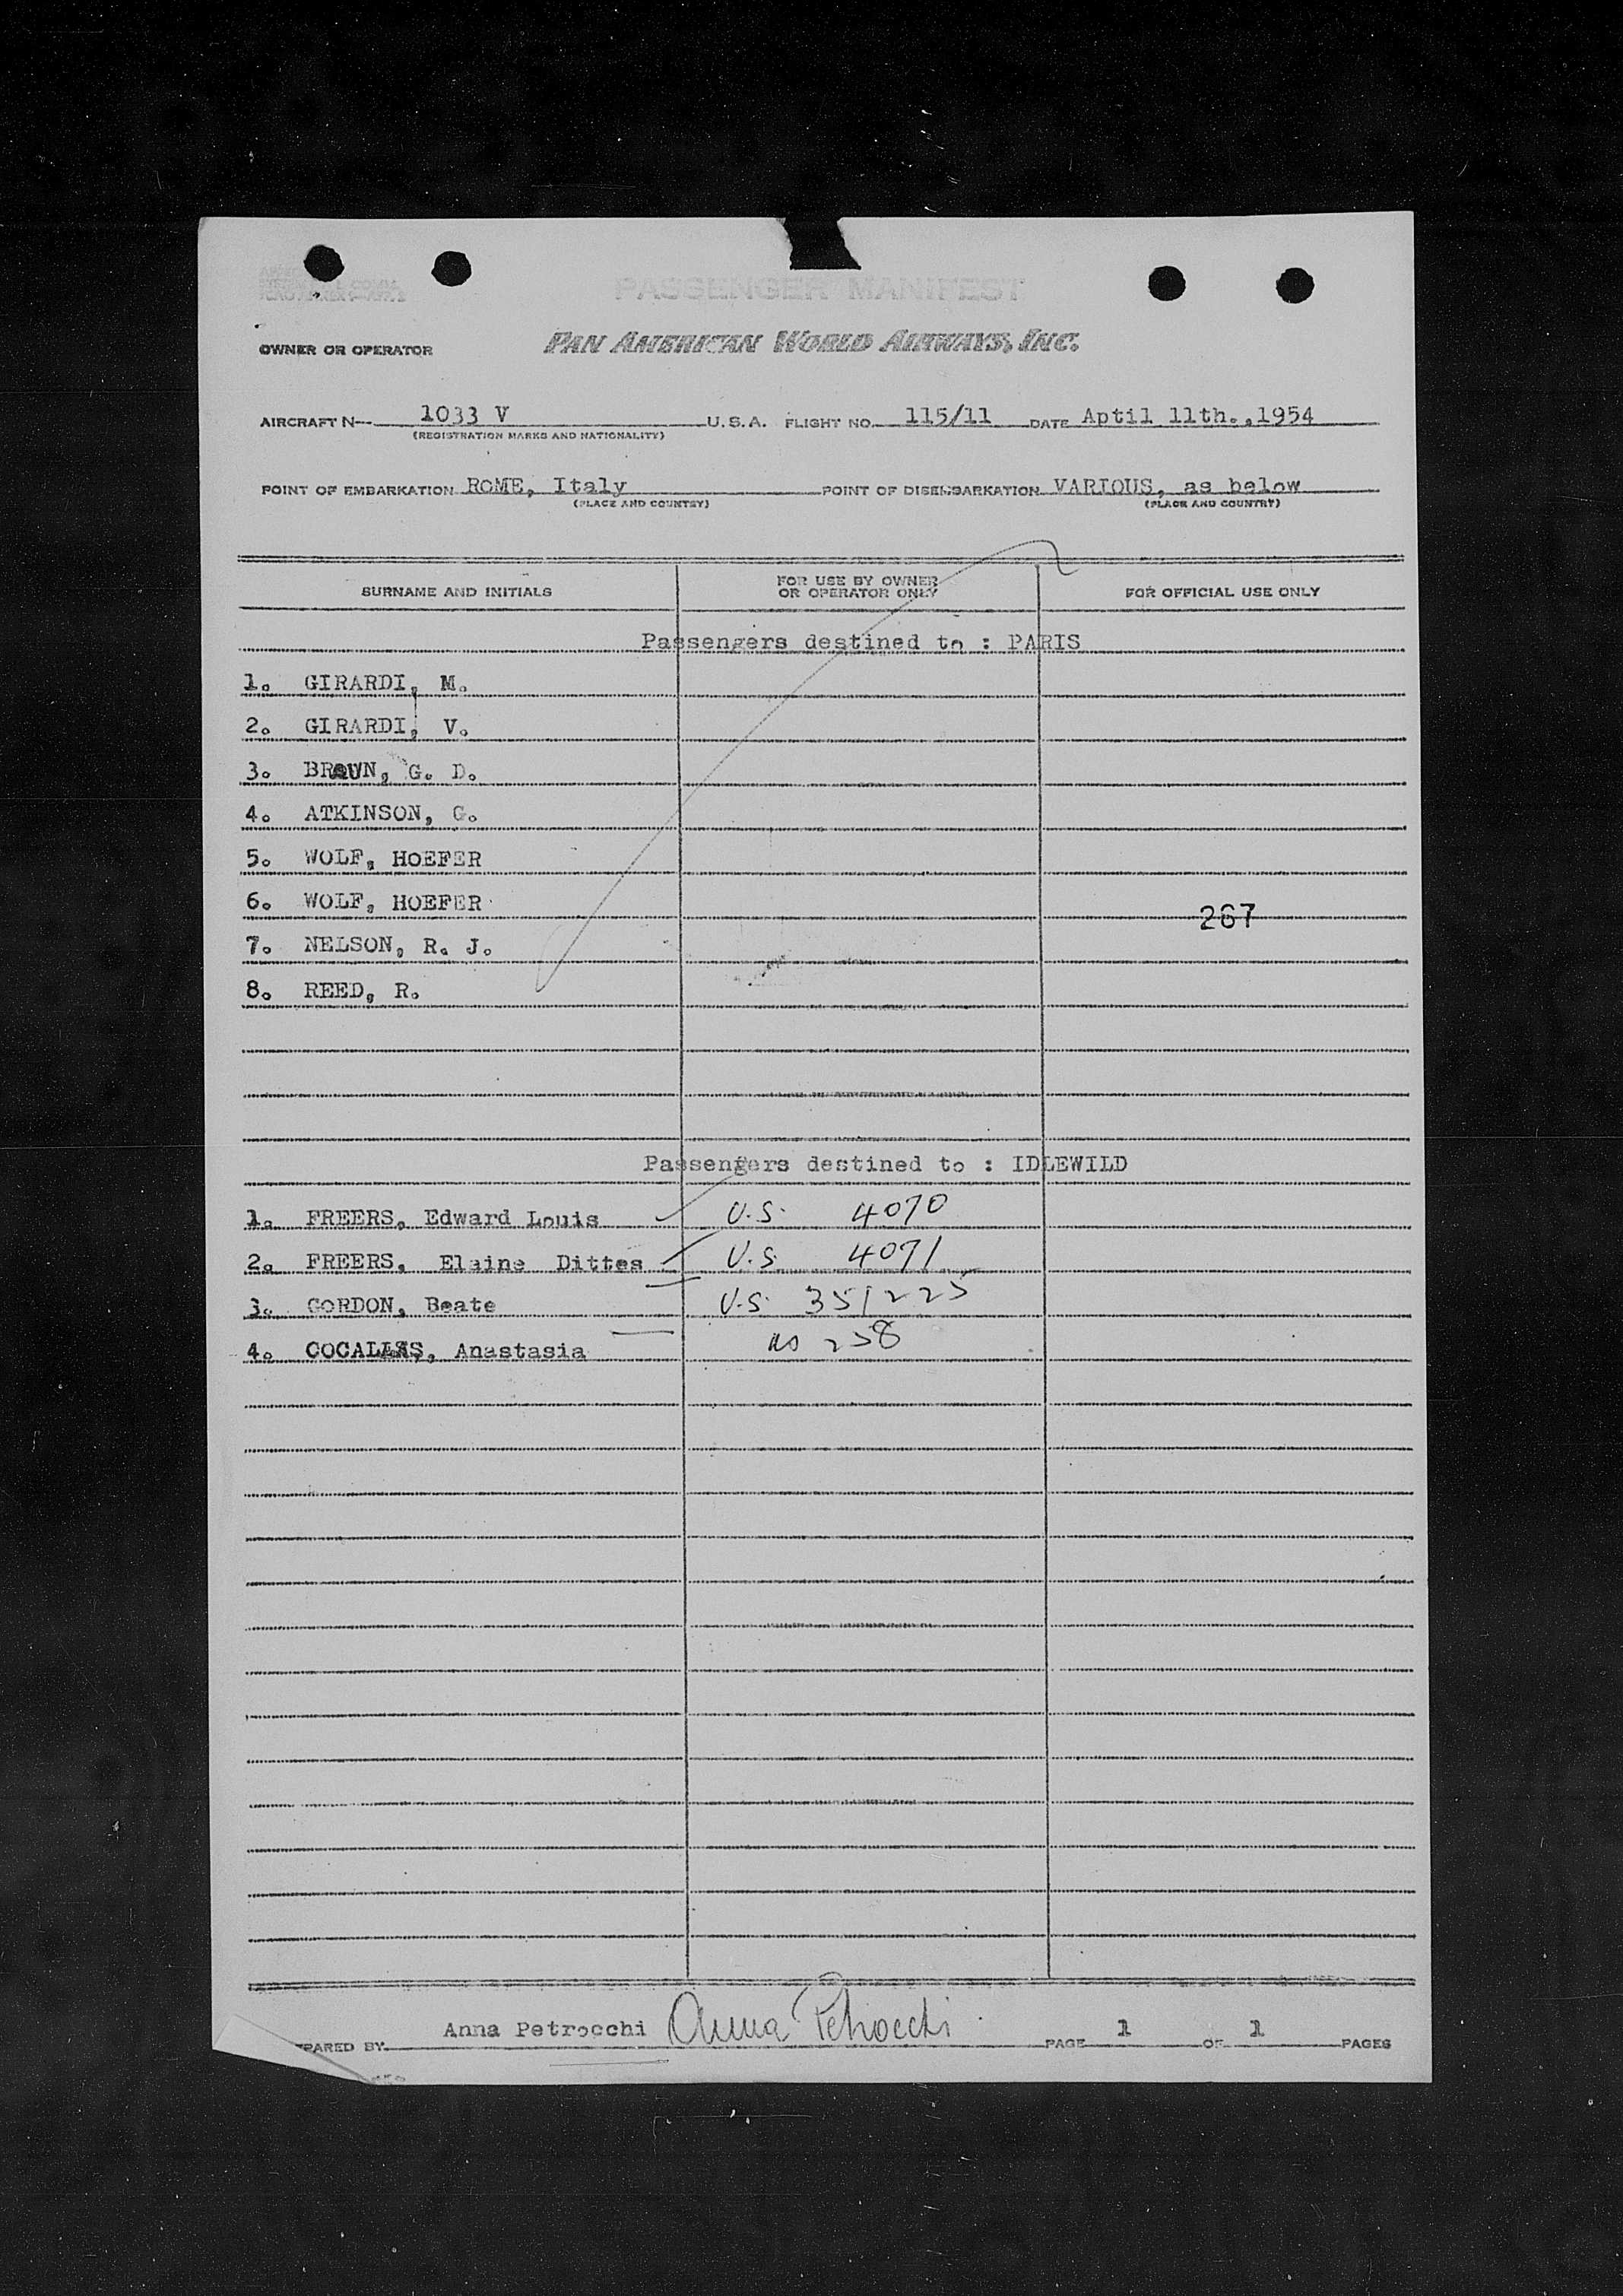 PASSENGER MANIFEST
OWNER OR OPERATOR PAN AMERICAN WORLD AIRWAYS, INC.
AIRCRAFT N-- 1033 V U.S.A. FLIGHT NO. 115/11 DATE Aptil 11th.,1954
(REGISTRATION MARKS AND NATIONALITY)
POINT OF EMBARKATION ROME, Italy POINT OF DISEMBARKATION VARIOUS, as below
(PLACE AND COUNTRY) (PLACE AND COUNTRY)
SURNAME AND INITIALS FOR USE BY OWNER OR OPERATOR ONLY FOR OFFICIAL USE ONLY
Passengers destined to : PARIS
1. GIRARDI, M.
2. GIRARDI, V.
3. BRAUN, G. D.
4. ATKINSON, G.
5. WOLF, HOEFER
6. WOLF, HOEFER 267
7. NELSON, R. J.
8. REED, R.
Passengers destined to : IDLEWILD
1. FREERS, Edward Louis U.S. 4070
2. FREERS, Elaine Dittes U.S. 4071
3. GORDON, Beate U.S. 351225
4. Anastasia 258
Anna Petrocchi Anna Petrocchi
PARED BY PAGE 1 OF 1 PAGES